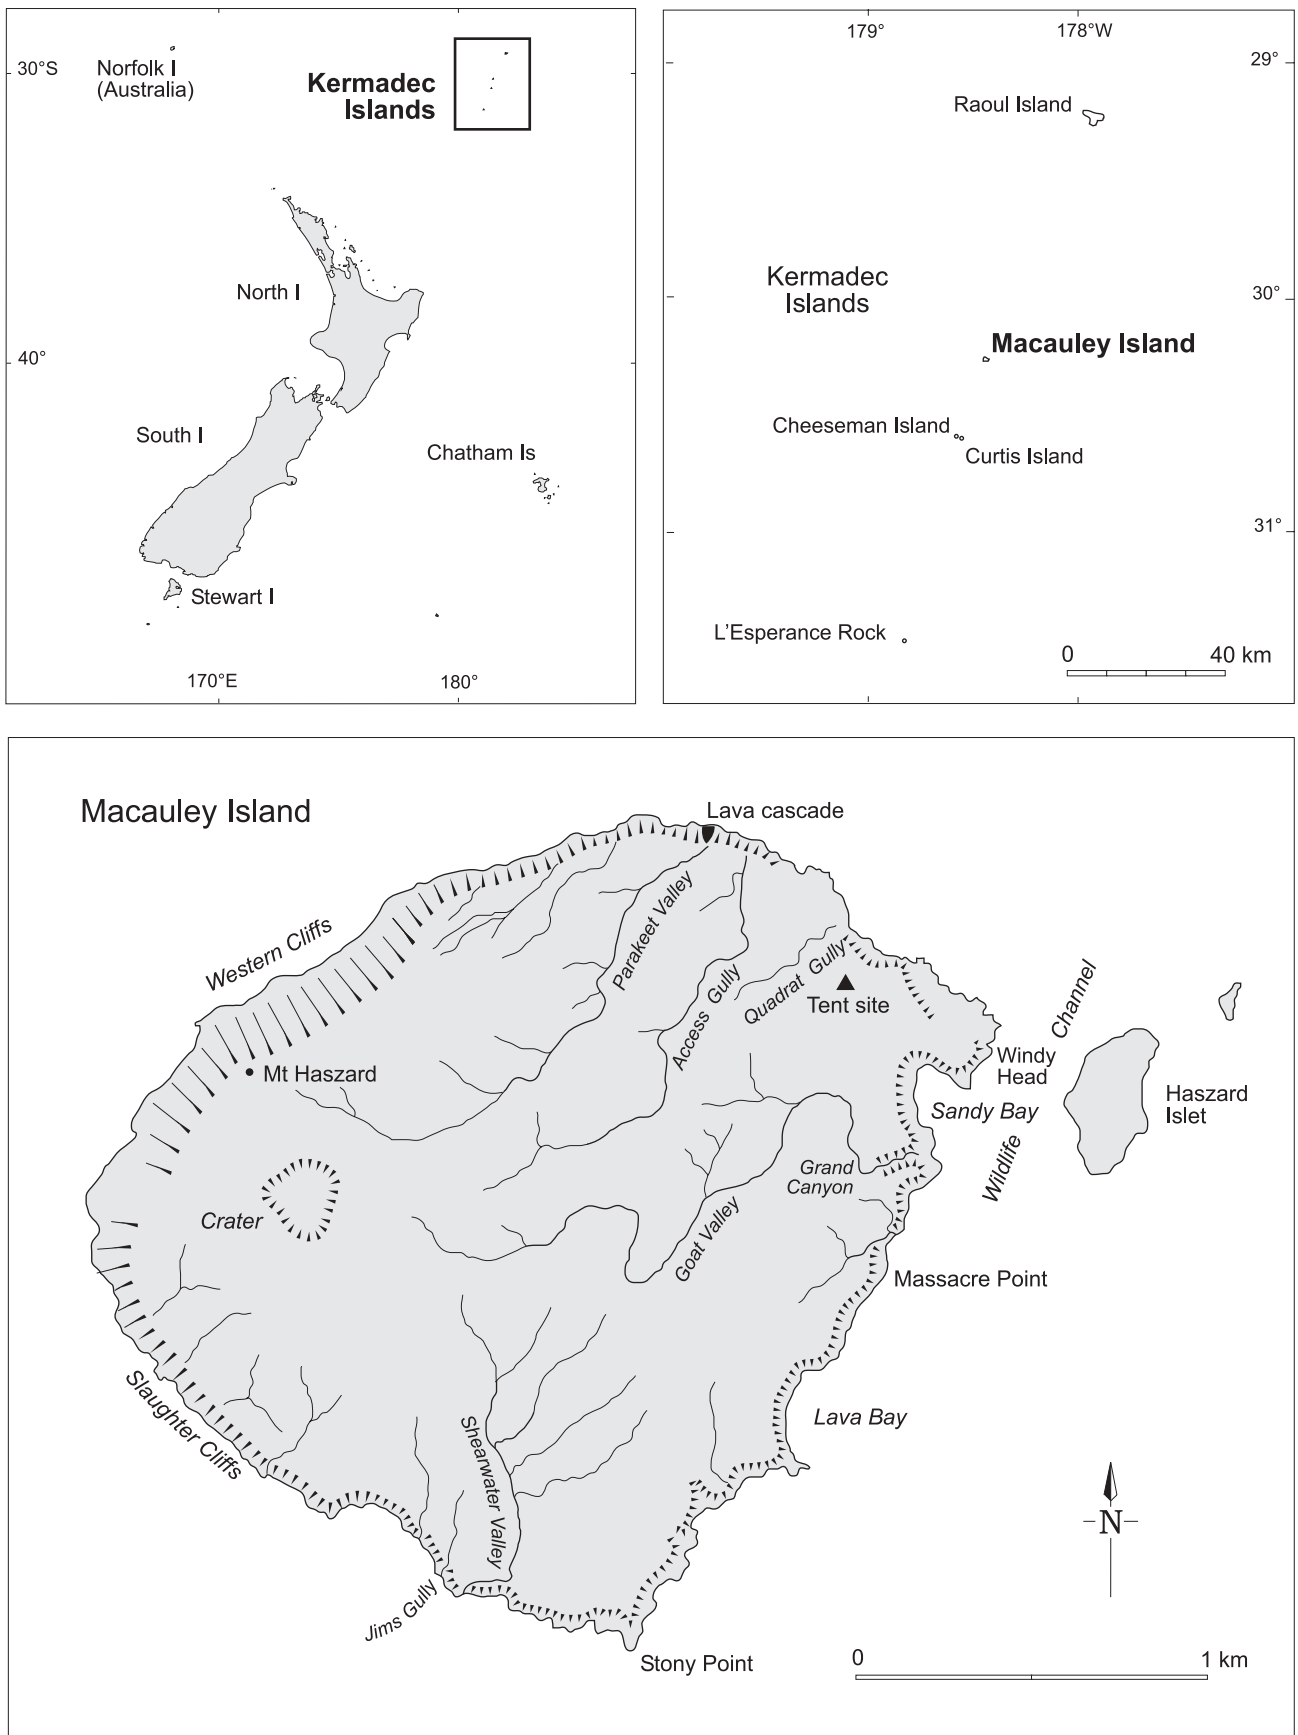 30°S
Norfolk I
(Australia)
Kermadec
Islands
North I
40°
South I
Chatham Is
Stewart I
170°E
180°
179°
178°W
29°
Raoul Island
Kermadec
Islands
30°
Macauley Island
Cheeseman Island
Curtis Island
31°
L'Esperance Rock
0
40 km
Macauley Island
Lava cascade
Western Cliffs
Parakeet Valley
Access Gully
Quadrat Gully
Tent site
Channel
Windy
Head
Mt Haszard
Sandy Bay
Haszard
Islet
Wildlife
Grand
Canyon
Crater
Goat Valley
Massacre Point
Slaughter Cliffs
Shearwater Valley
Lava Bay
N
Jims Gully
Stony Point
0
1 km